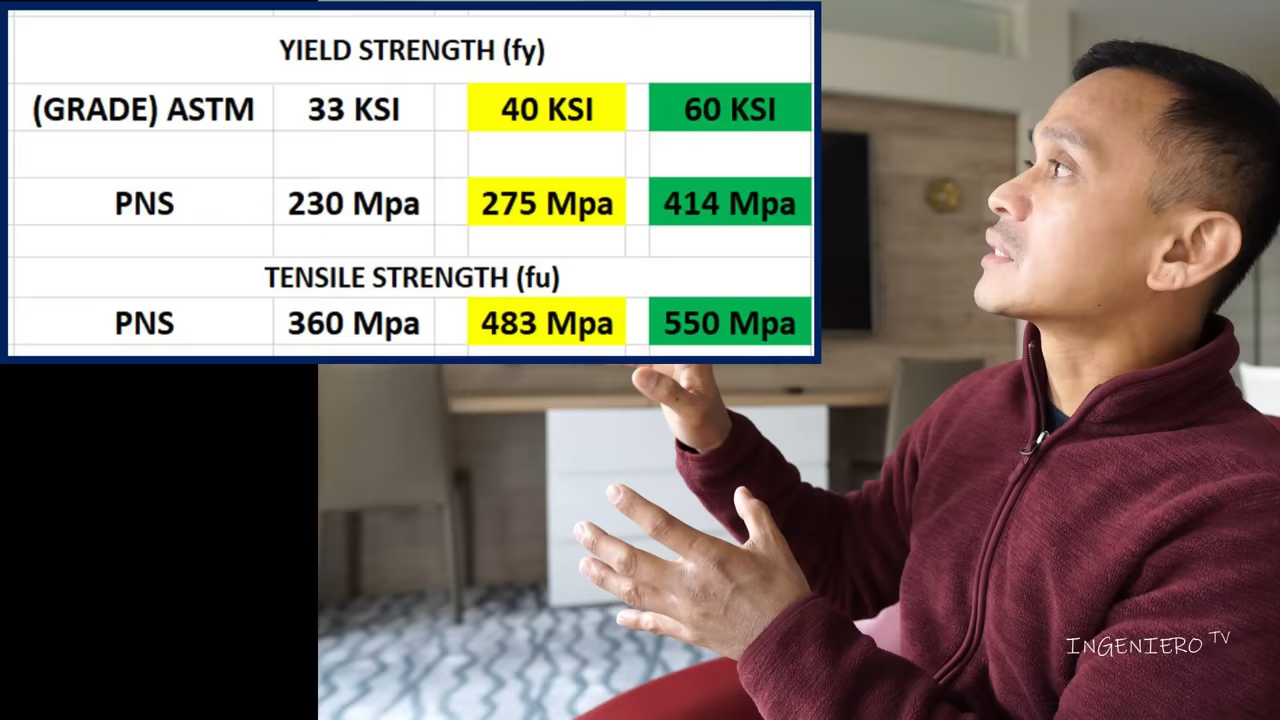 YIELD STRENGTH (fy)
(GRADE) ASTM 33 KSI 40 KSI 60 KSI
PNS 230 Mpa 275 Mpa 414 Mpa
TENSILE STRENGTH (fu)
PNS 360 Mpa 483 Mpa 550 Mpa
INGENIERO TV